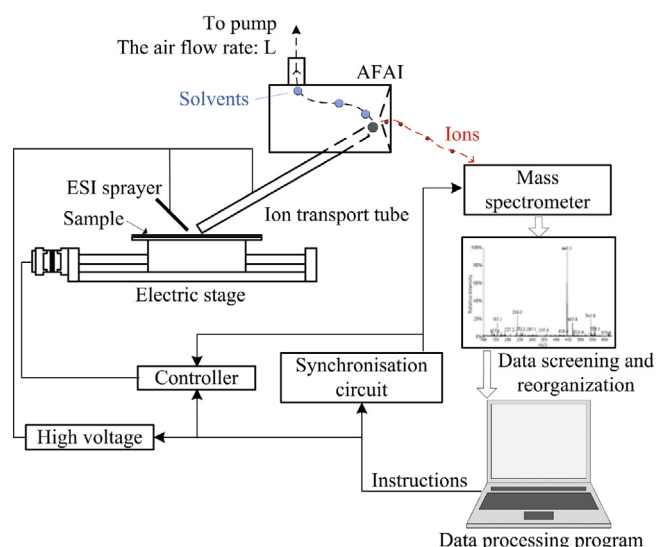 To pump
The air flow rate: L
AFAI
Solvents
Ions
ESI sprayer
Sample
Ion transport tube
Mass
spectrometer
Electric stage
Data screening and
reorganization
Controller
Synchronisation
circuit
High voltage
Instructions
Data processing program